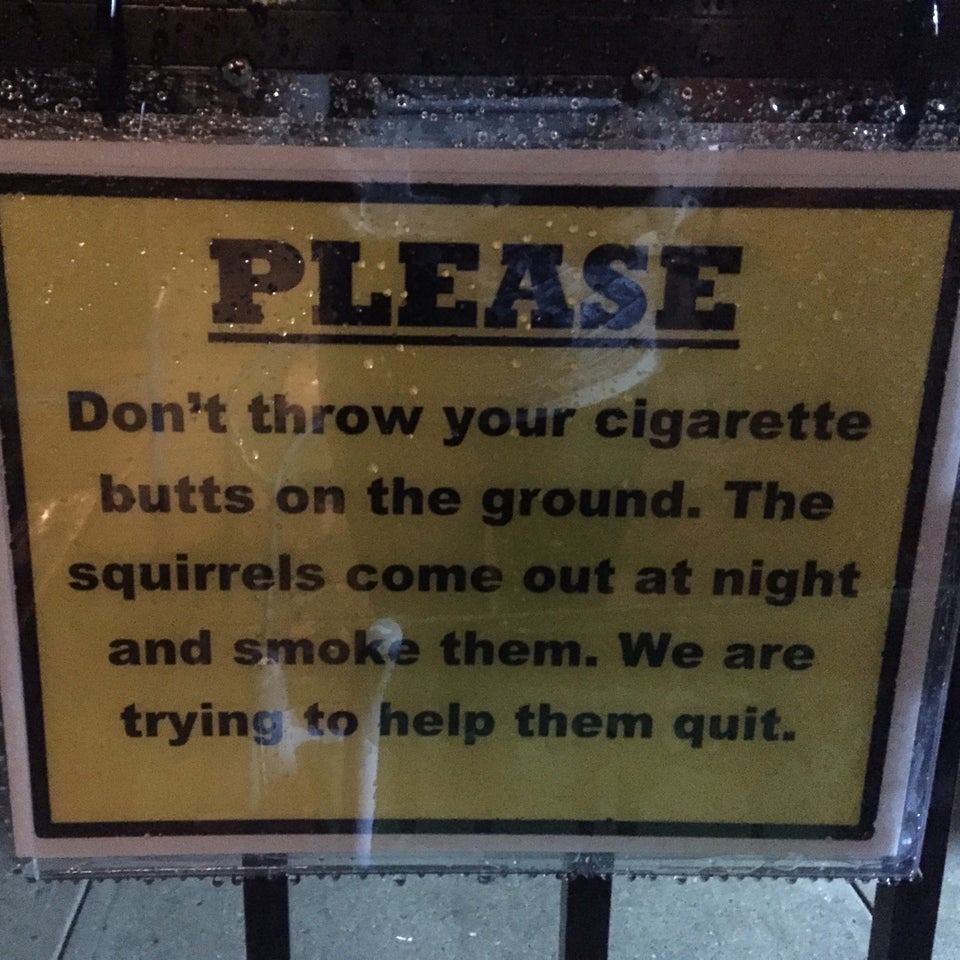 PLEASE
Don't throw your cigarette
butts on the ground. The
squirrels come out at night
and smoke them. We are
trying to help them quit.